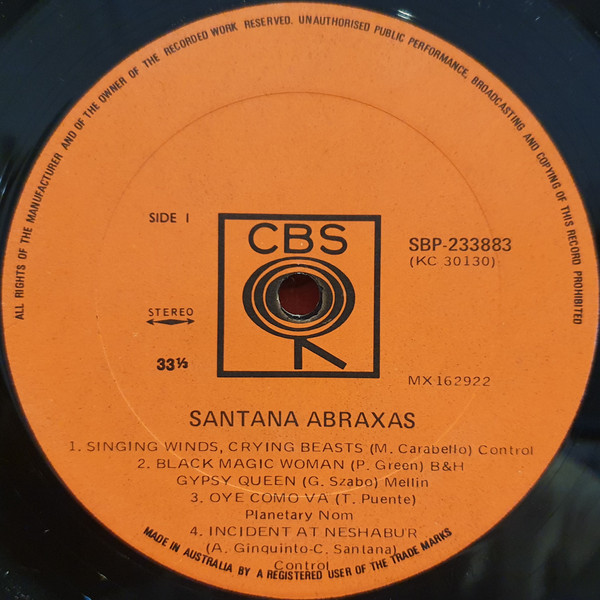 ALL RIGHTS OF THE MANUFACTURER AND OF THE OWNER OF THE RECORDED WORK RESERVED. UNAUTHORISED PUBLIC PERFORMANCE, BROADCASTING AND COPYING OF THIS RECORD PROHIBITED
SIDE 1
CBS
SBP-233883
(KC 30130)
STEREO
33⅓
MX162922
SANTANA ABRAXAS
1. SINGING WINDS, CRYING BEASTS (M. Carabello) Control
2. BLACK MAGIC WOMAN (P. Green) B&H
GYPSY QUEEN (G. Szabo) Mellin
3. OYE COMO VA (T. Puente)
Planetary Nom
4. INCIDENT AT NESHABUR
(A. Ginquinto-C. Santana)
Control
MADE IN AUSTRALIA BY A REGISTERED USER OF THE TRADE MARKS